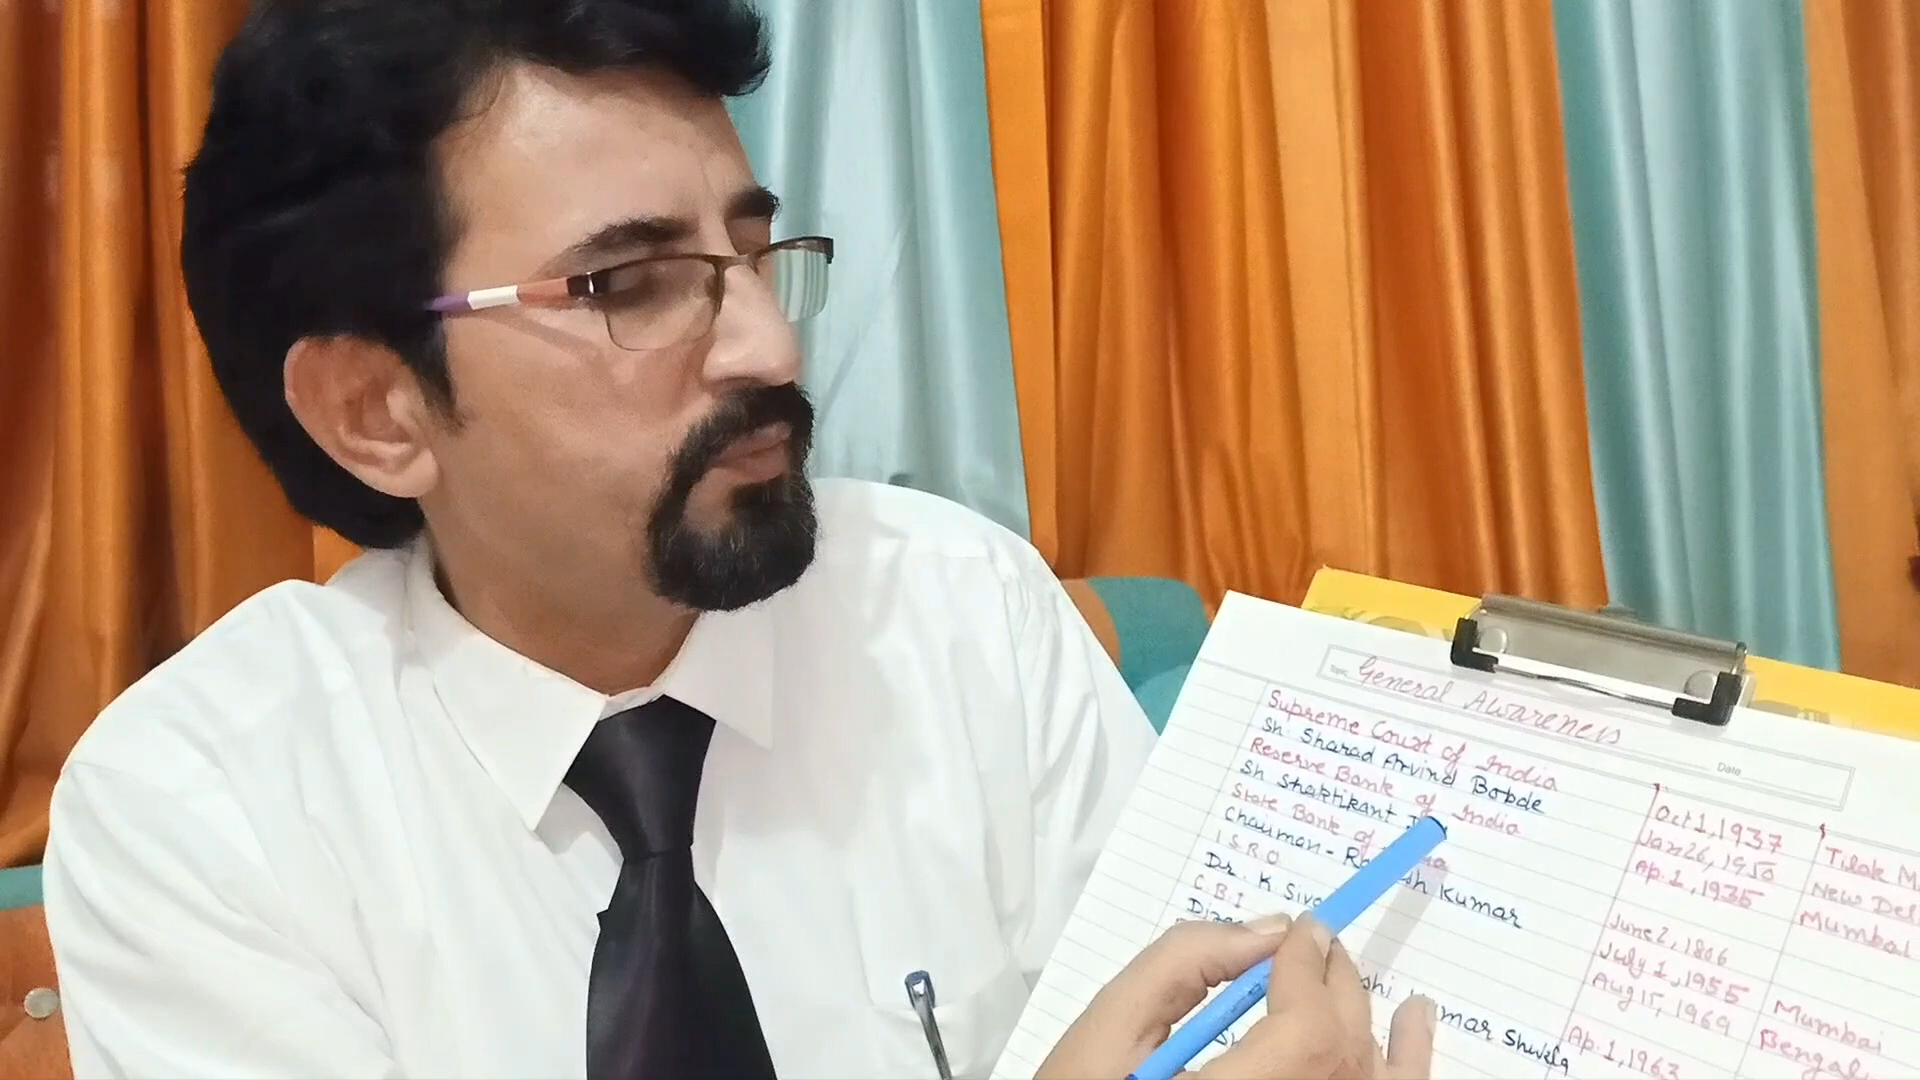 Topic General Awareness
Date
Supreme Court of India
Sh. Sharad Arvind Bobde
Reserve Bank of India
Sh Shaktikant
State Bank of
Chairman - Kumar
I S R O
Dr. K Siva
C. B. I
Kumar Shukla
Oct 1, 1937
Jan 26, 1950
Ap. 1, 1935
June 2, 1806
July 1, 1955
Aug 15, 1969
Ap. 1, 1963
Tilak M
New Del
Mumbai
Mumbai
Bengal